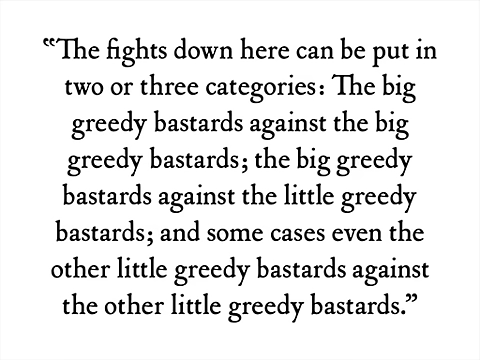 “The fights down here can be put in
two or three categories: The big
greedy bastards against the big
greedy bastards; the big greedy
bastards against the little greedy
bastards; and some cases even the
other little greedy bastards against
the other little greedy bastards.”